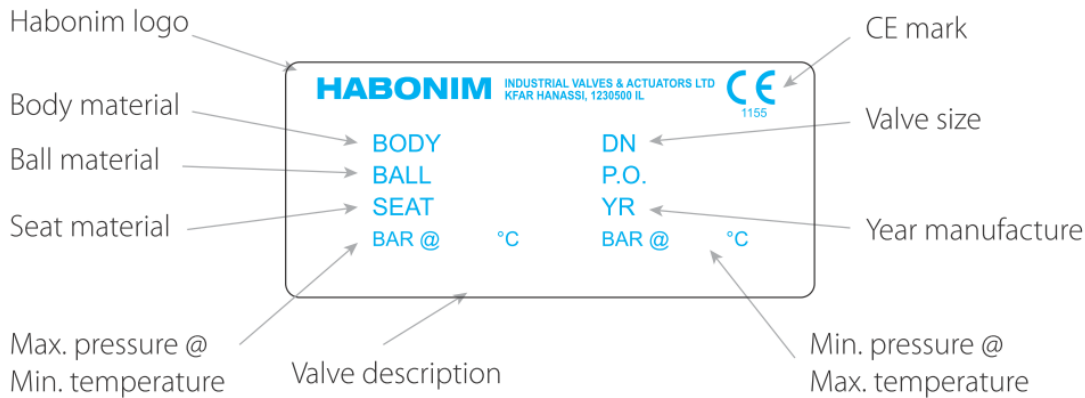 Habonim logo
CE mark
HABONIM INDUSTRIAL VALVES & ACTUATORS LTD
KFAR HANASSI, 1230500 IL
CE
1155
Body material
Ball material
Seat material
BODY DN
BALL P.O.
SEAT YR
BAR @ °C BAR @ °C
Valve size
Year manufacture
Max. pressure @
Min. temperature
Valve description
Min. pressure @
Max. temperature